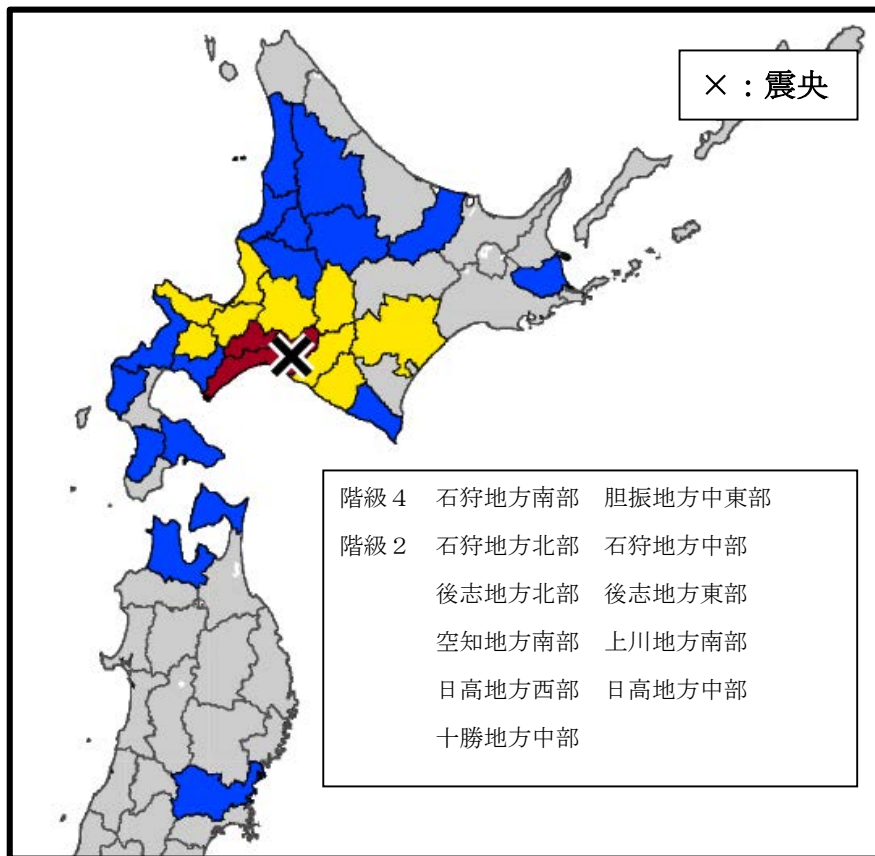 ×：震央
階級４　石狩地方南部　胆振地方中東部
階級２　石狩地方北部　石狩地方中部
後志地方北部　後志地方東部
空知地方南部　上川地方南部
日高地方西部　日高地方中部
十勝地方中部